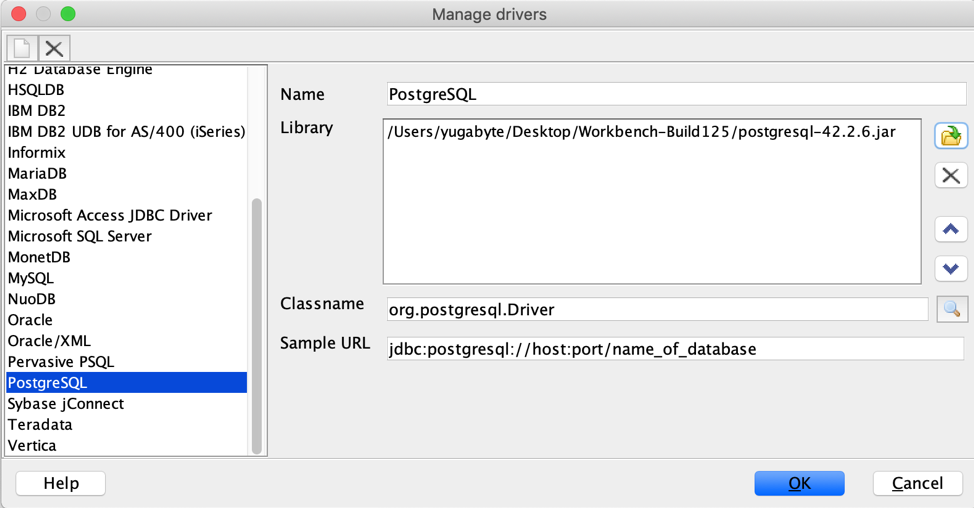 Manage drivers
H2 Database Engine
HSQLDB
IBM DB2
IBM DB2 UDB for AS/400 (iSeries)
Informix
MariaDB
MaxDB
Microsoft Access JDBC Driver
Microsoft SQL Server
MonetDB
MySQL
NuoDB
Oracle
Oracle/XML
Pervasive PSQL
PostgreSQL
Sybase jConnect
Teradata
Vertica
Name
PostgreSQL
Library
/Users/yugabyte/Desktop/Workbench-Build125/postgresql-42.2.6.jar
Classname
org.postgresql.Driver
Sample URL
jdbc:postgresql://host:port/name_of_database
Help
OK
Cancel